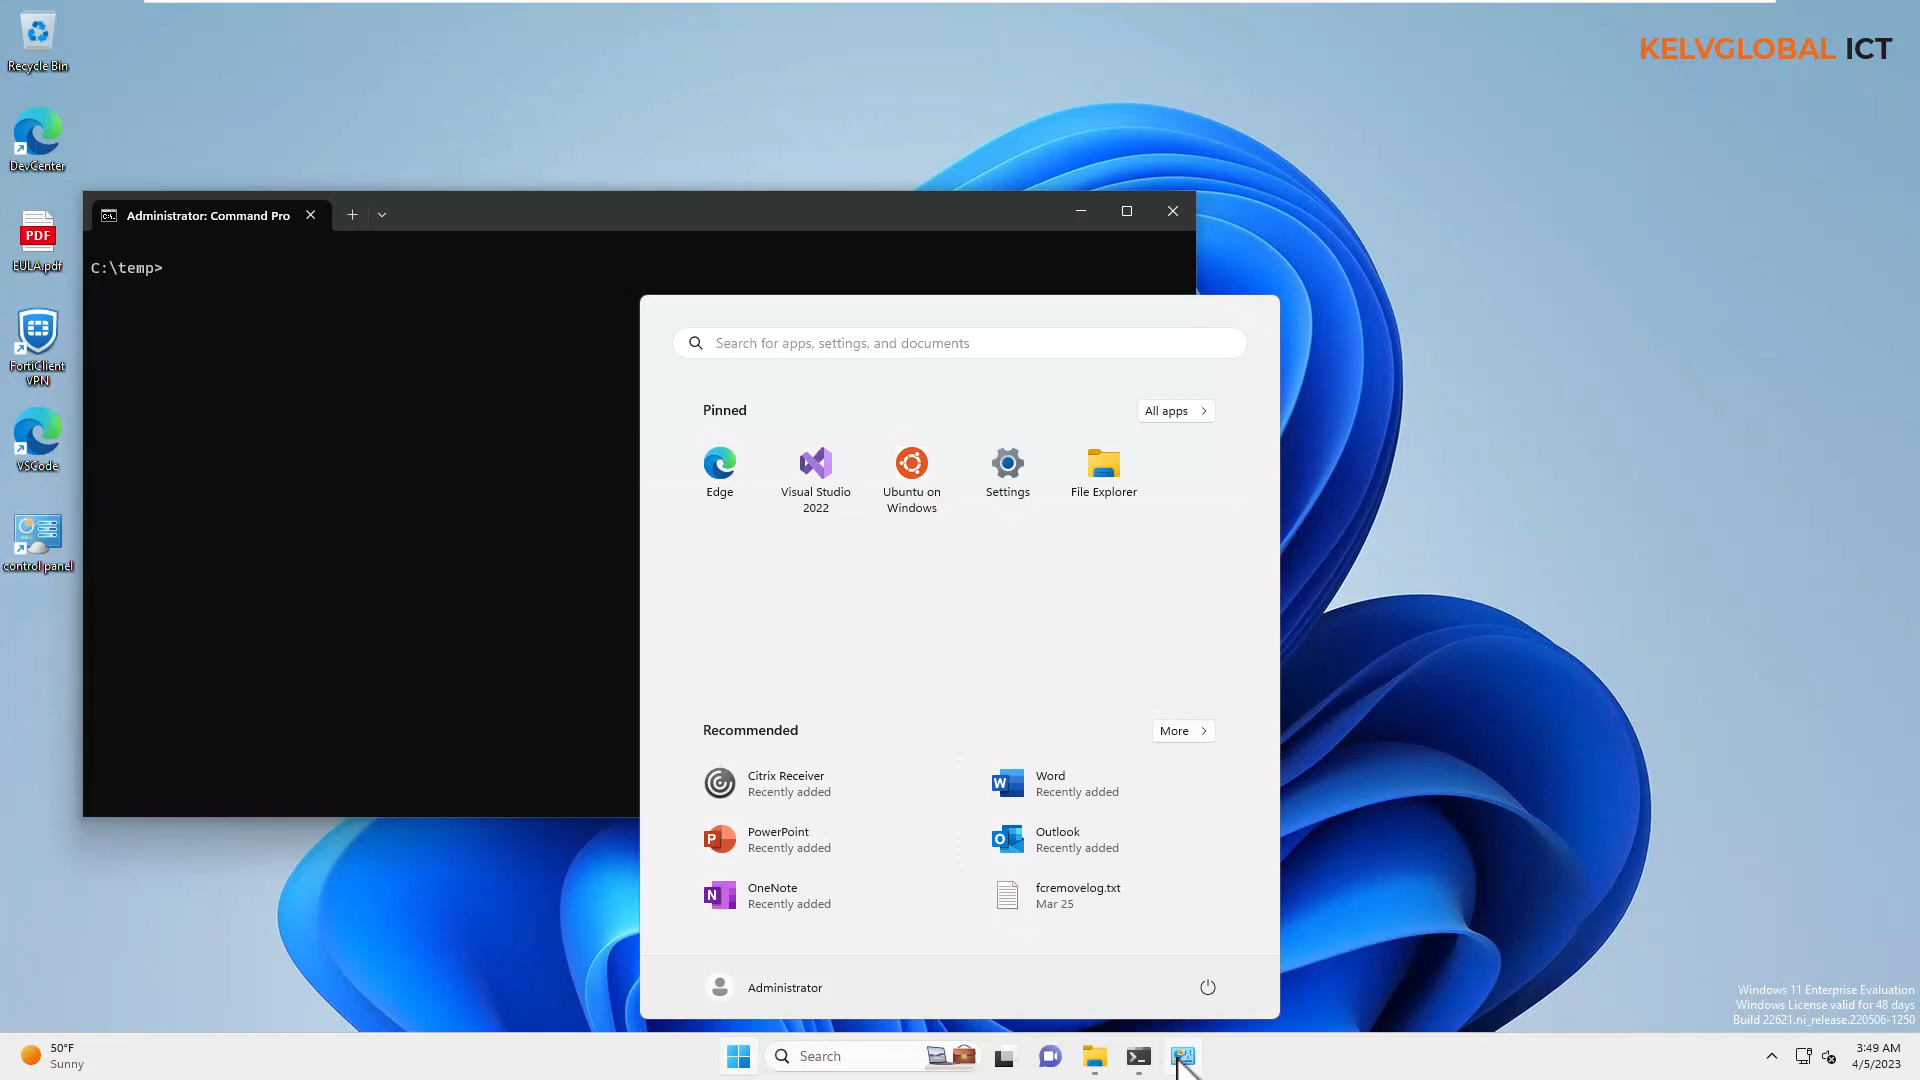 KELVGLOBAL ICT
Recycle Bin
DevCenter
PDF
EULA.pdf
FortiClient
VPN
VSCode
control panel
Administrator: Command Pro
C:\temp>
Search for apps, settings, and documents
Pinned
All apps
Edge
Visual Studio
2022
Ubuntu on
Windows
Settings
File Explorer
Recommended
More
Citrix Receiver
Recently added
Word
Recently added
PowerPoint
Recently added
Outlook
Recently added
OneNote
Recently added
fcremovelog.txt
Mar 25
Administrator
Windows 11 Enterprise Evaluation
Windows License valid for 48 days
Build 22621.ni_release.220506-1250
50°F
Sunny
Search
3:49 AM
4/5/2023